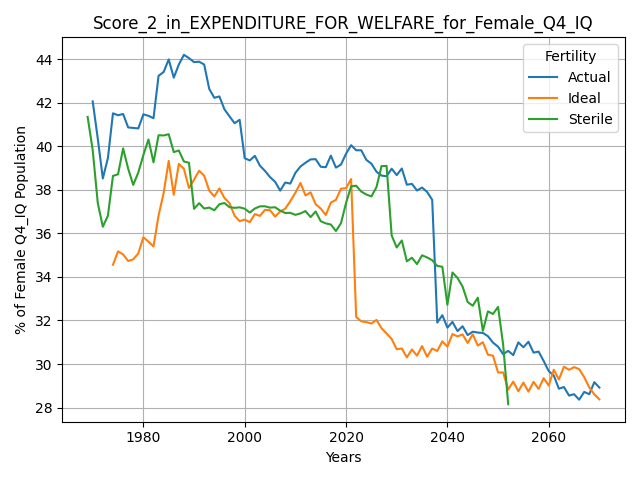 Score_2_in_EXPENDITURE_FOR_WELFARE_for_Female_Q4_IQ
Fertility
Actual
Ideal
Sterile
% of Female Q4_IQ Population
44
42
40
38
36
34
32
30
28
1980
2000
2020
2040
2060
Years